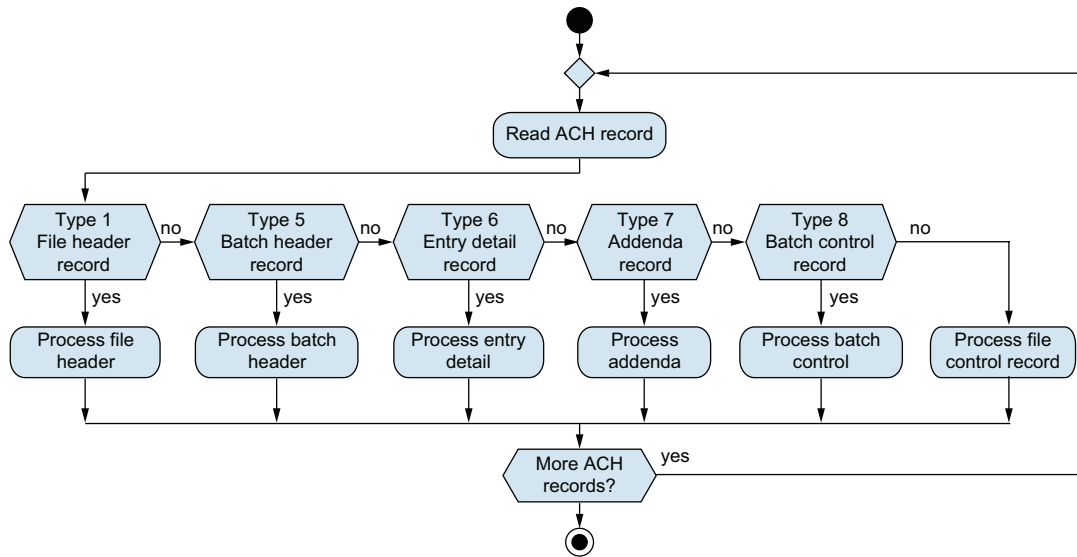 Read ACH record
Type 1
File header
record
no
Type 5
Batch header
record
no
Type 6
Entry detail
record
no
Type 7
Addenda
record
no
Type 8
Batch control
record
no
yes
yes
yes
yes
yes
Process file
header
Process batch
header
Process entry
detail
Process
addenda
Process batch
control
Process file
control record
More ACH
records?
yes